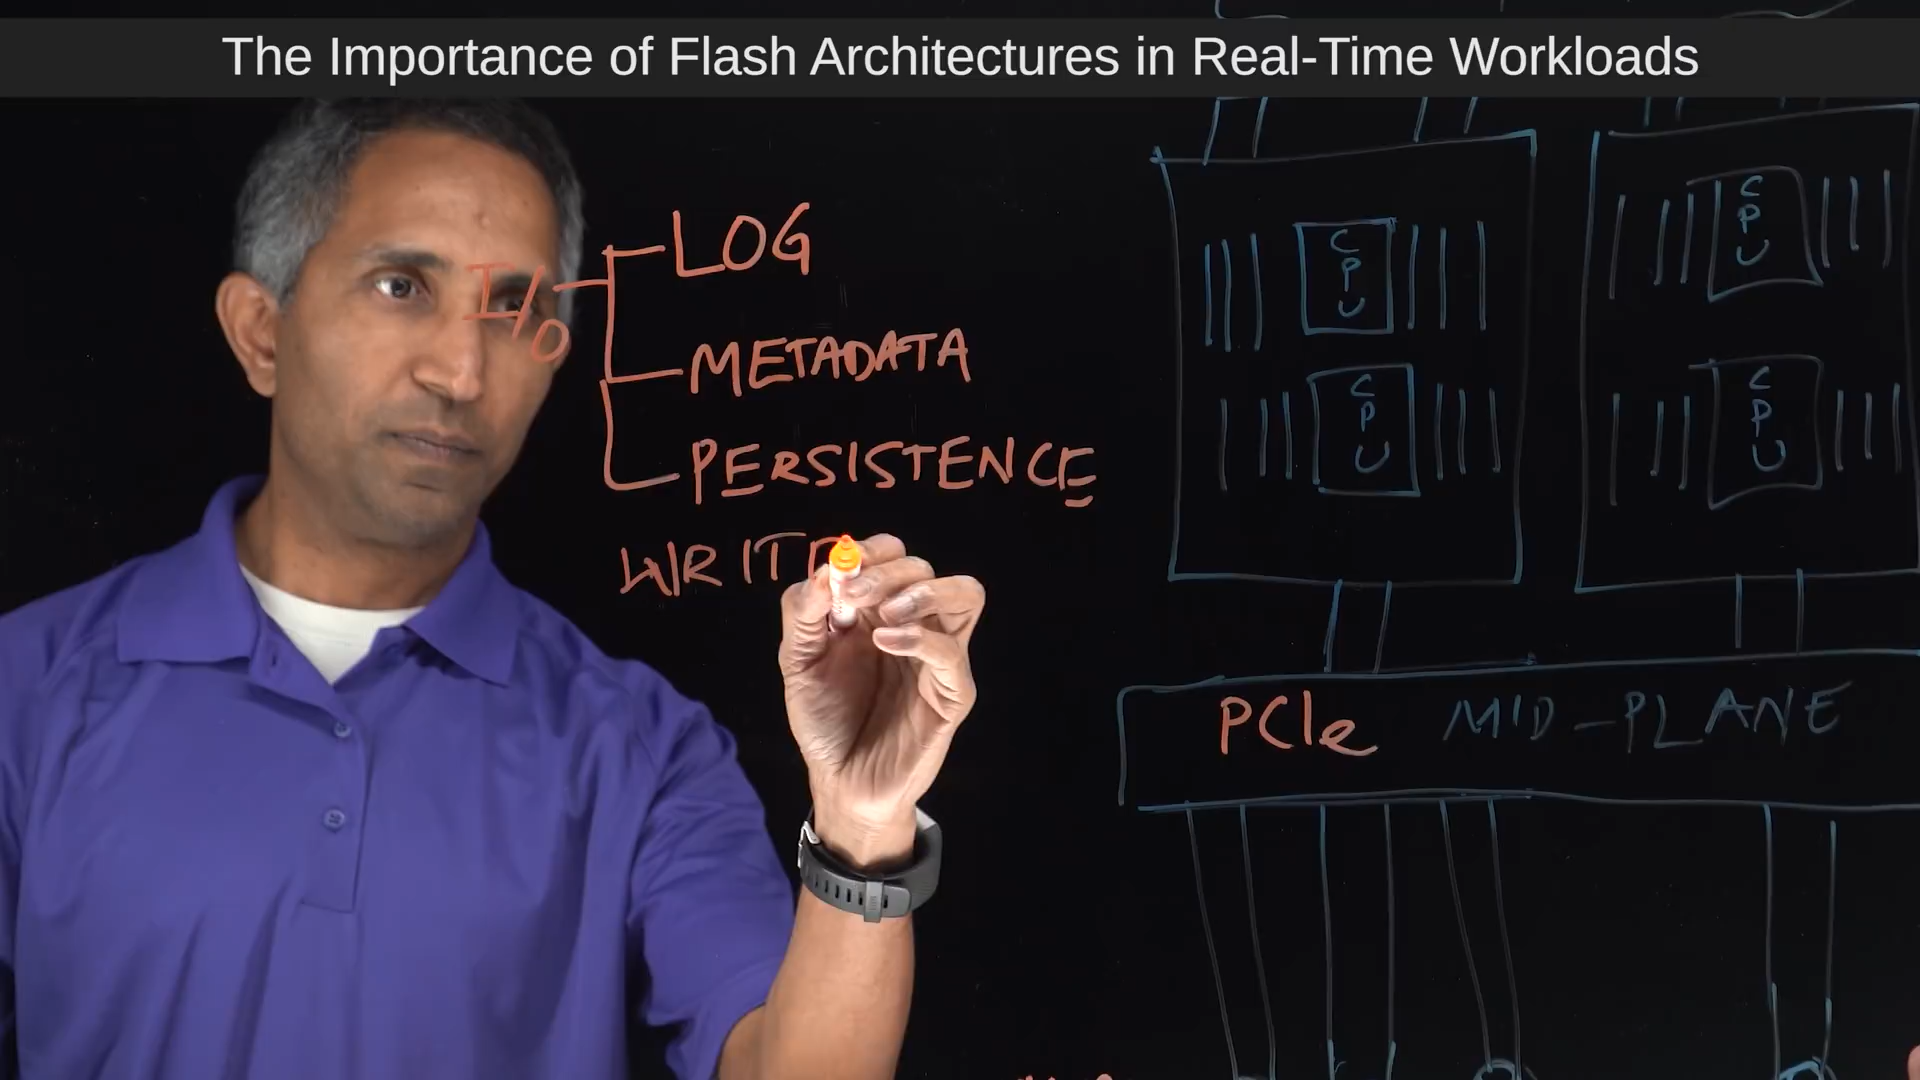 The Importance of Flash Architectures in Real-Time Workloads
I/O
LOG
METADATA
PERSISTENCE
WRIT
CPU
CPU
CPU
CPU
PCIe MID-PLANE